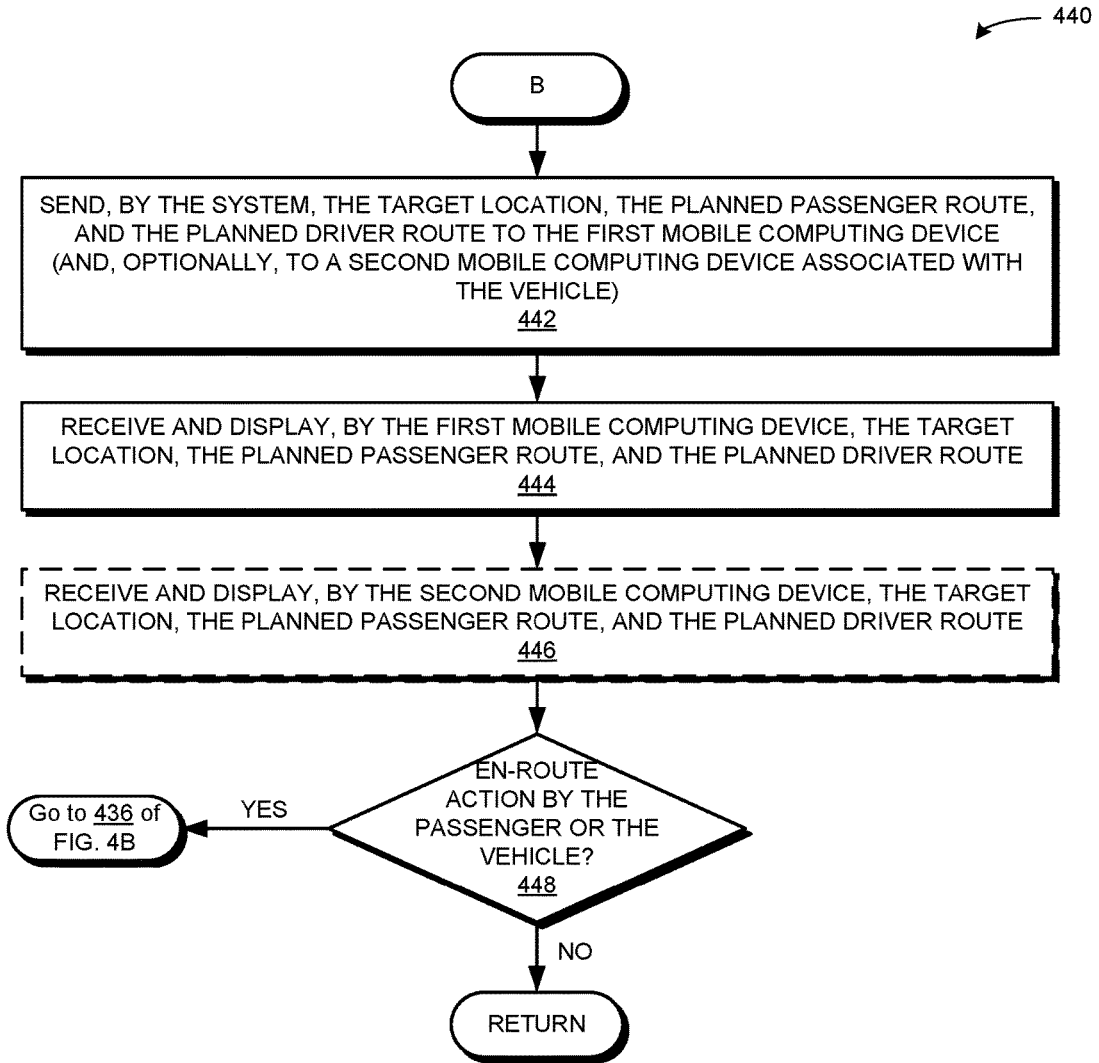 440
B
SEND, BY THE SYSTEM, THE TARGET LOCATION, THE PLANNED PASSENGER ROUTE,
AND THE PLANNED DRIVER ROUTE TO THE FIRST MOBILE COMPUTING DEVICE
(AND, OPTIONALLY, TO A SECOND MOBILE COMPUTING DEVICE ASSOCIATED WITH
THE VEHICLE)
442
RECEIVE AND DISPLAY, BY THE FIRST MOBILE COMPUTING DEVICE, THE TARGET
LOCATION, THE PLANNED PASSENGER ROUTE, AND THE PLANNED DRIVER ROUTE
444
RECEIVE AND DISPLAY, BY THE SECOND MOBILE COMPUTING DEVICE, THE TARGET
LOCATION, THE PLANNED PASSENGER ROUTE, AND THE PLANNED DRIVER ROUTE
446
EN-ROUTE
ACTION BY THE
PASSENGER OR THE
VEHICLE?
448
YES
Go to 436 of
FIG. 4B
NO
RETURN